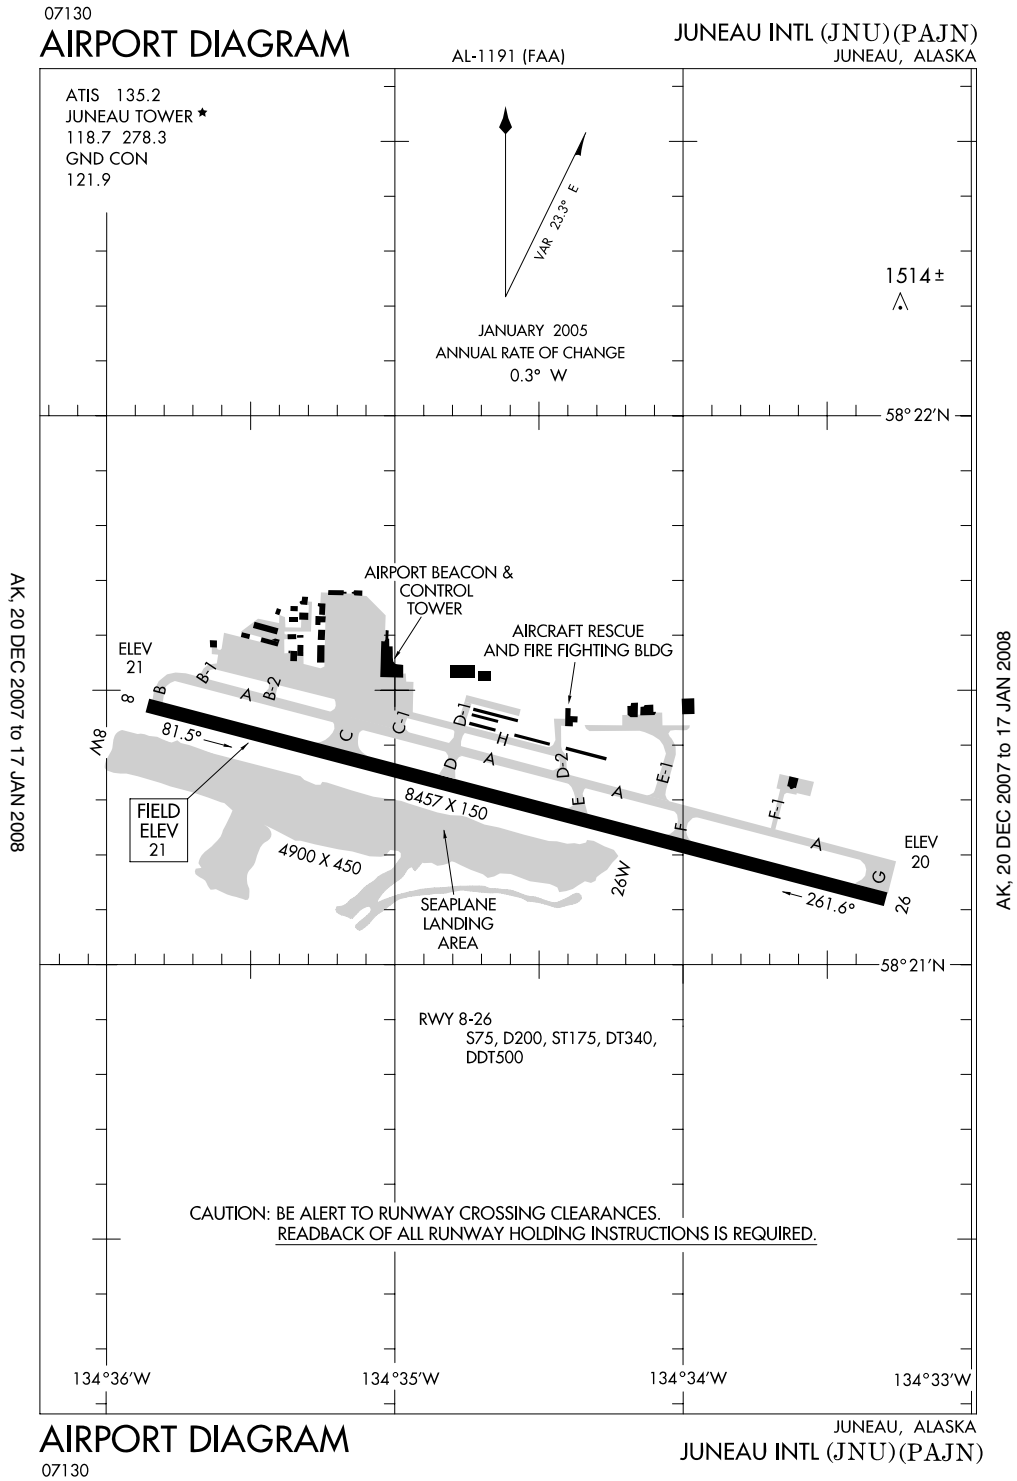 07130
AIRPORT DIAGRAM
AL-1191 (FAA)
JUNEAU INTL (JNU)(PAJN)
JUNEAU, ALASKA
ATIS 135.2
JUNEAU TOWER ★
118.7 278.3
GND CON
121.9
VAR 23.3° E
JANUARY 2005
ANNUAL RATE OF CHANGE
0.3° W
1514 ±
58°22'N
AIRPORT BEACON &
CONTROL
TOWER
AIRCRAFT RESCUE
AND FIRE FIGHTING BLDG
ELEV
21
8
B
B-1
A
B-2
C
C-1
D-1
H
D
A
D-2
E
A
E-1
F
F-1
A
G
ELEV
20
26
8W
81.5°
FIELD
ELEV
21
8457 X 150
4900 X 450
26W
261.6°
SEAPLANE
LANDING
AREA
58°21'N
RWY 8-26
S75, D200, ST175, DT340,
DDT500
CAUTION: BE ALERT TO RUNWAY CROSSING CLEARANCES.
READBACK OF ALL RUNWAY HOLDING INSTRUCTIONS IS REQUIRED.
134°36'W
134°35'W
134°34'W
134°33'W
AK, 20 DEC 2007 to 17 JAN 2008
AK, 20 DEC 2007 to 17 JAN 2008
AIRPORT DIAGRAM
07130
JUNEAU, ALASKA
JUNEAU INTL (JNU)(PAJN)